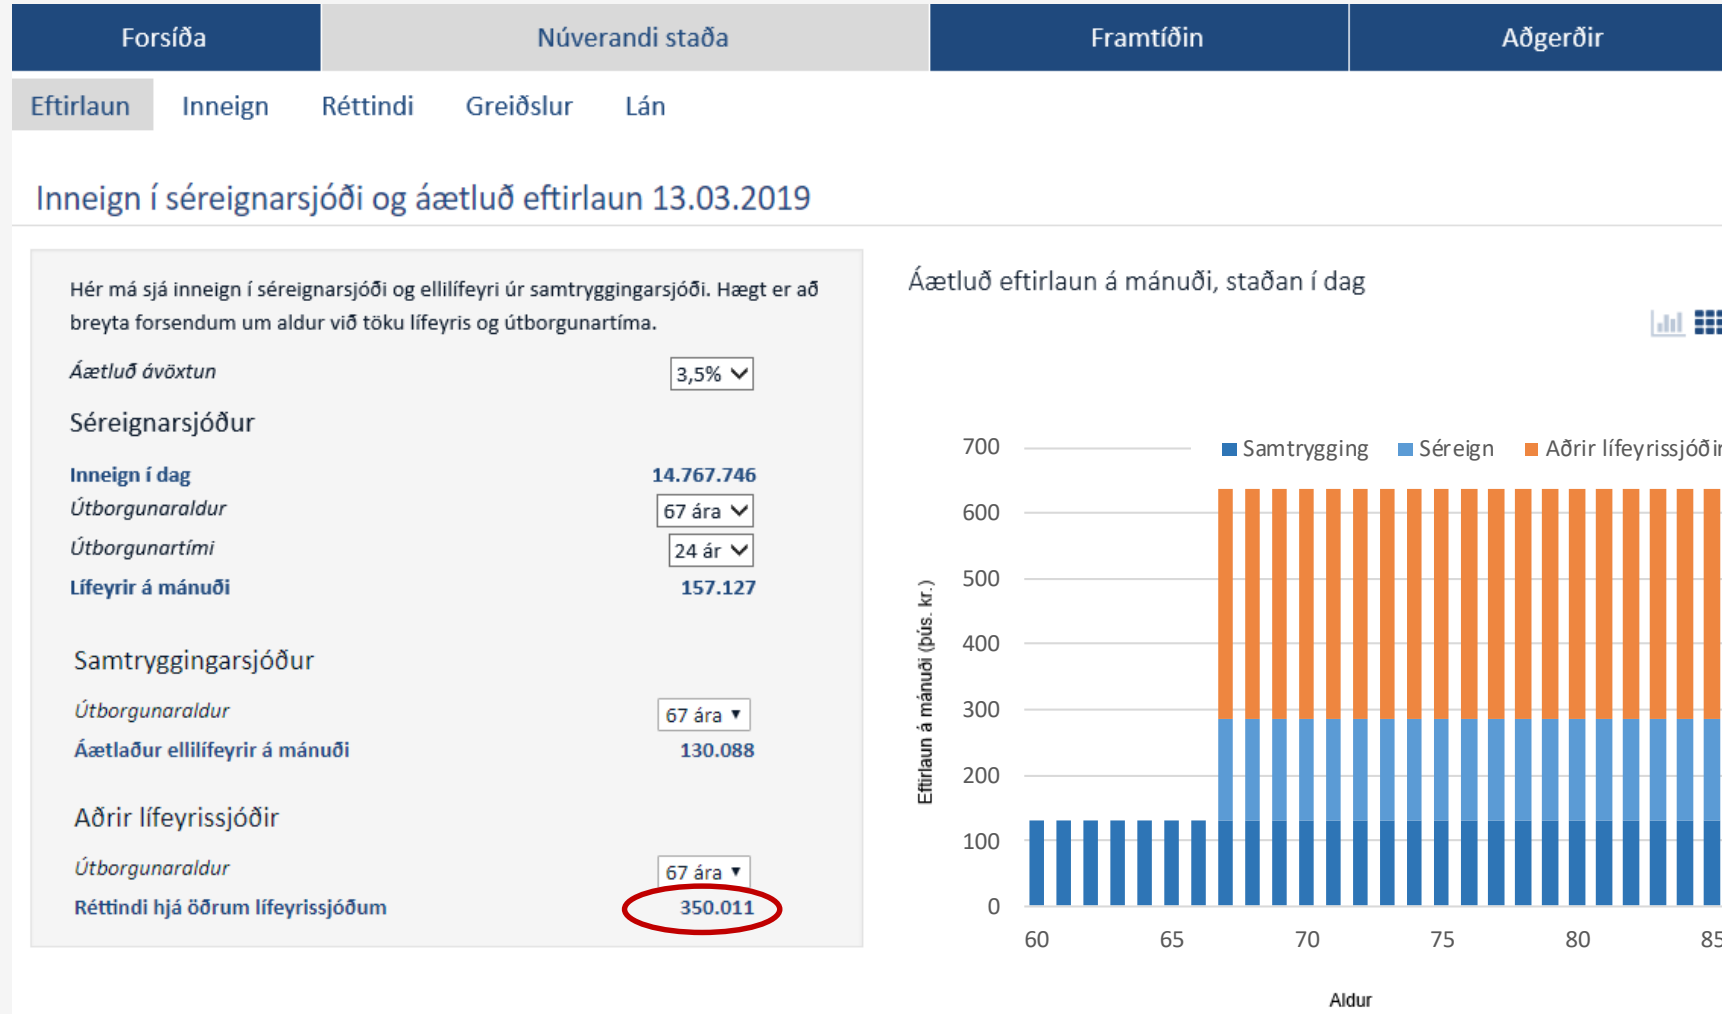 Forsíða
Núverandi staða
Framtíðin
Aðgerðir
Eftirlaun Inneign Réttindi Greiðslur Lán
Inneign í séreignarsjóði og áætluð eftirlaun 13.03.2019
Hér má sjá inneign í séreignarsjóði og ellilífeyri úr samtryggingarsjóði. Hægt er að
breyta forsendum um aldur við töku lífeyris og útborgunartíma.
Áætluð ávöxtun 3,5%
Séreignarsjóður
Inneign í dag 14.767.746
Útborgunaraldur 67 ára
Útborgunartími 24 ár
Lífeyrir á mánuði 157.127
Samtryggingarsjóður
Útborgunaraldur 67 ára
Áætlaður ellilífeyrir á mánuði 130.088
Aðrir lífeyrissjóðir
Útborgunaraldur 67 ára
Réttindi hjá öðrum lífeyrissjóðum 350.011
Áætluð eftirlaun á mánuði, staðan í dag
Samtrygging Séreign Aðrir lífeyrissjóðir
700
600
500
400
300
200
100
0
Eftirlaun á mánuði (þús. kr.)
60 65 70 75 80 85
Aldur